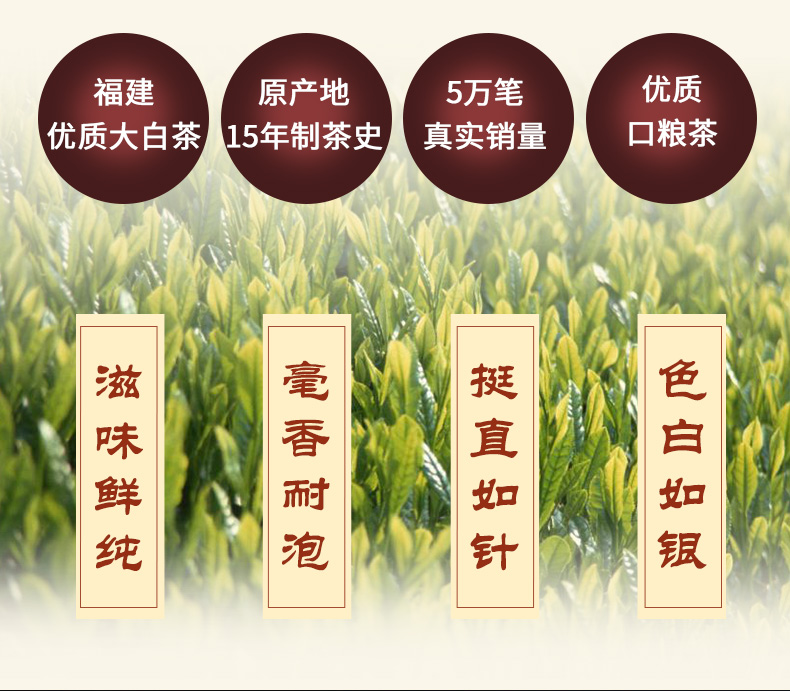 福建
优质大白茶
原产地
15年制茶史
5万笔
真实销量
优质
口粮茶
滋味鲜纯
毫香耐泡
挺直如针
色白如银